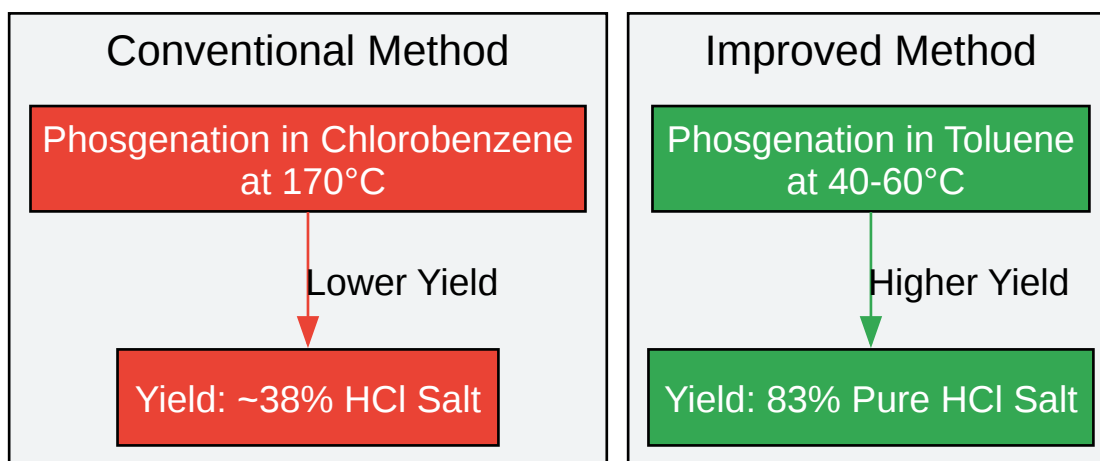 Conventional Method
Phosgenation in Chlorobenzene
at 170°C
Lower Yield
Yield: ~38% HCl Salt
Improved Method
Phosgenation in Toluene
at 40-60°C
Higher Yield
Yield: 83% Pure HCl Salt